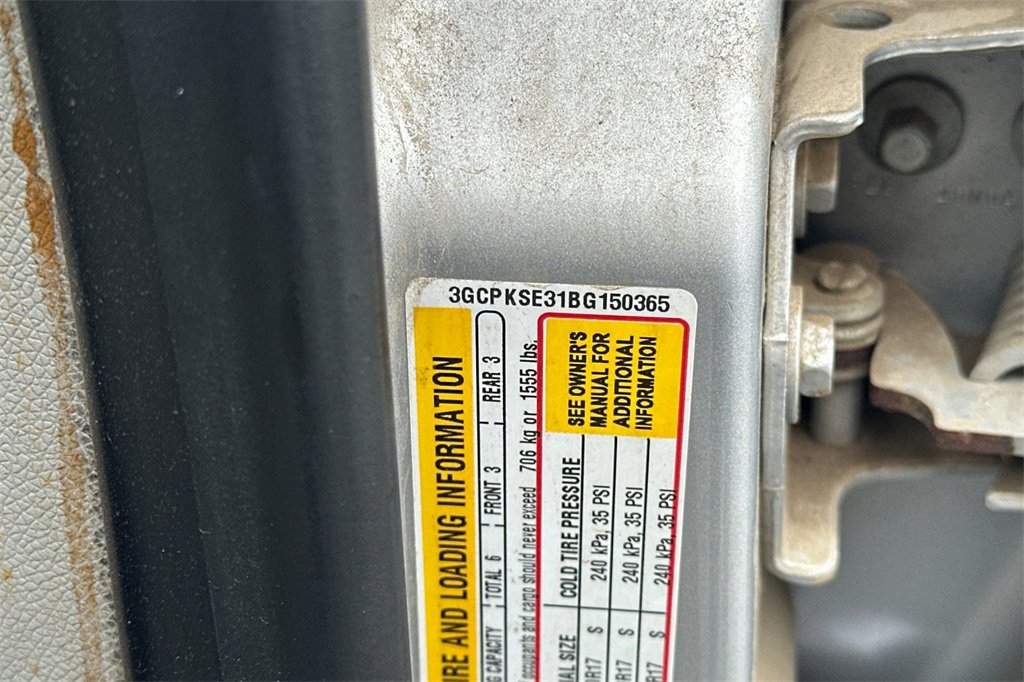 3GCPKSE31BG150365
IRE AND LOADING INFORMATION
G CAPACITY TOTAL 6 FRONT 3 REAR 3
occupants and cargo should never exceed 706 kg or 1555 lbs.
SEE OWNER'S
MANUAL FOR
ADDITIONAL
INFORMATION
SIZE COLD TIRE PRESSURE
R17 S 240 kPa, 35 PSI
R17 S 240 kPa, 35 PSI
R17 S 240 kPa, 35 PSI